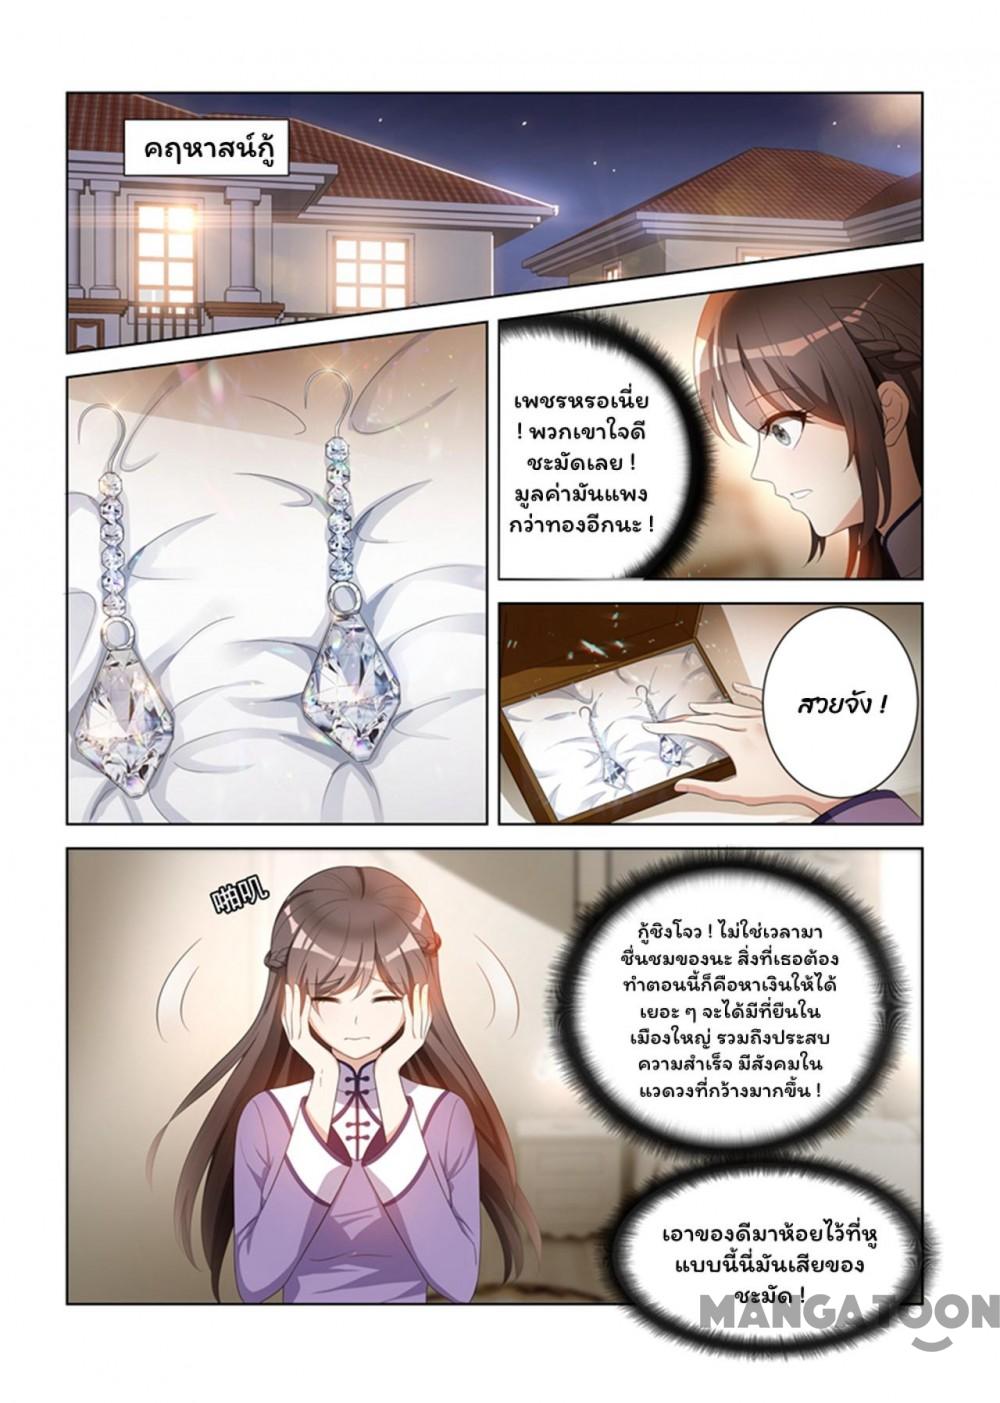 คฤหาสน์กู้
เพชรหรอเนี่ย
! พวกเขาใจดี
ชะมัดเลย !
มูลค่ามันแพง
กว่าทองอีกนะ !
สวยจัง !
啪叽
กู้ชิงโจว ! ไม่ใช่เวลามา
ชื่นชมของนะ สิ่งที่เธอต้อง
ทำตอนนี้ก็คือหาเงินให้ได้
เยอะ ๆ จะได้มีที่ยืนใน
เมืองใหญ่ รวมถึงประสบ
ความสำเร็จ มีสังคมใน
แวดวงที่กว้างมากขึ้น !
เอาของดีมาห้อยไว้ที่หู
แบบนี้นี่มันเสียของ
ชะมัด !
MANGATOON